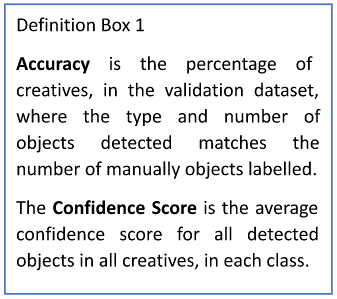 Definition Box 1
Accuracy is the percentage of
creatives, in the validation dataset,
where the type and number of
objects detected matches the
number of manually objects labelled.
The Confidence Score is the average
confidence score for all detected
objects in all creatives, in each class.